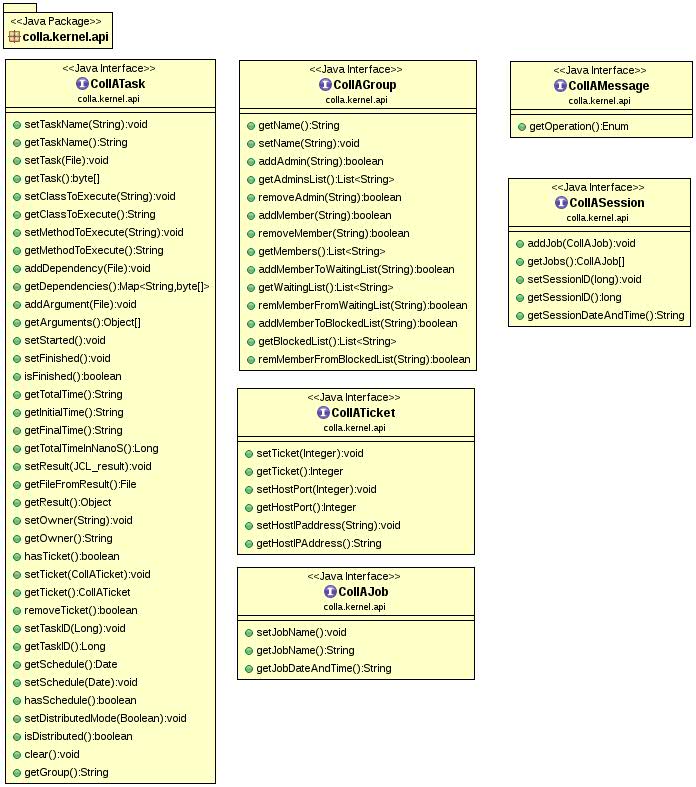 <<Java Package>>
colla.kernel.api
<<Java Interface>>
CollATask
colla.kernel.api
setTaskName(String):void
getTaskName():String
setTask(File):void
getTask():byte[]
setClassToExecute(String):void
getClassToExecute():String
setMethodToExecute(String):void
getMethodToExecute():String
addDependency(File):void
getDependencies():Map<String,byte[]>
addArgument(File):void
getArguments():Object[]
setStarted():void
setFinished():void
isFinished():boolean
getTotalTime():String
getInitialTime():String
getFinalTime():String
getTotalTimeInNanoS():Long
setResult(JCL_result):void
getFileFromResult():File
getResult():Object
setOwner(String):void
getOwner():String
hasTicket():boolean
setTicket(CollATicket):void
getTicket():CollATicket
removeTicket():boolean
setTaskID(Long):void
getTaskID():Long
getSchedule():Date
setSchedule(Date):void
hasSchedule():boolean
setDistributedMode(Boolean):void
isDistributed():boolean
clear():void
getGroup():String
<<Java Interface>>
CollAGroup
colla.kernel.api
getName():String
setName(String):void
addAdmin(String):boolean
getAdminsList():List<String>
removeAdmin(String):boolean
addMember(String):boolean
removeMember(String):boolean
getMembers():List<String>
addMemberToWaitingList(String):boolean
getWaitingList():List<String>
remMemberFromWaitingList(String):boolean
addMemberToBlockedList(String):boolean
getBlockedList():List<String>
remMemberFromBlockedList(String):boolean
<<Java Interface>>
CollATicket
colla.kernel.api
setTicket(Integer):void
getTicket():Integer
setHostPort(Integer):void
getHostPort():Integer
setHostIPaddress(String):void
getHostIPAddress():String
<<Java Interface>>
CollAJob
colla.kernel.api
setJobName():void
getJobName():String
getJobDateAndTime():String
<<Java Interface>>
CollAMessage
colla.kernel.api
getOperation():Enum
<<Java Interface>>
CollASession
colla.kernel.api
addJob(CollAJob):void
getJobs():CollAJob[]
setSessionID(long):void
getSessionID():long
getSessionDateAndTime():String